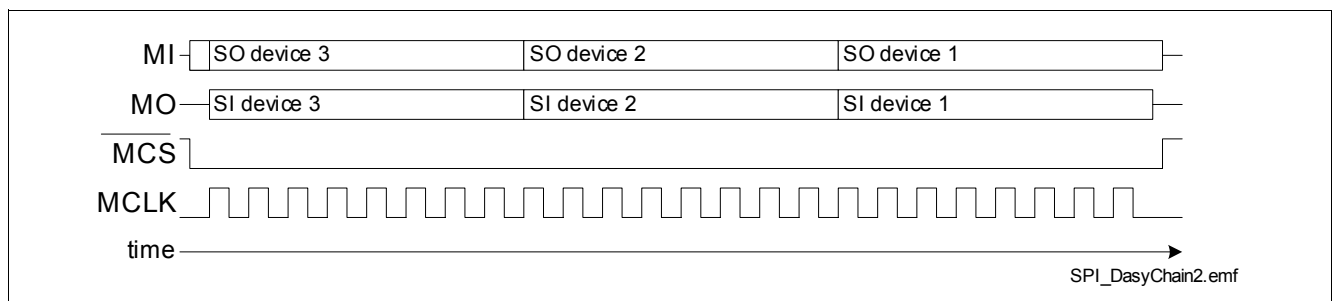 MI SO device 3 SO device 2 SO device 1
MO SI device 3 SI device 2 SI device 1
MCS
MCLK
time
SPI_DasyChain2.emf